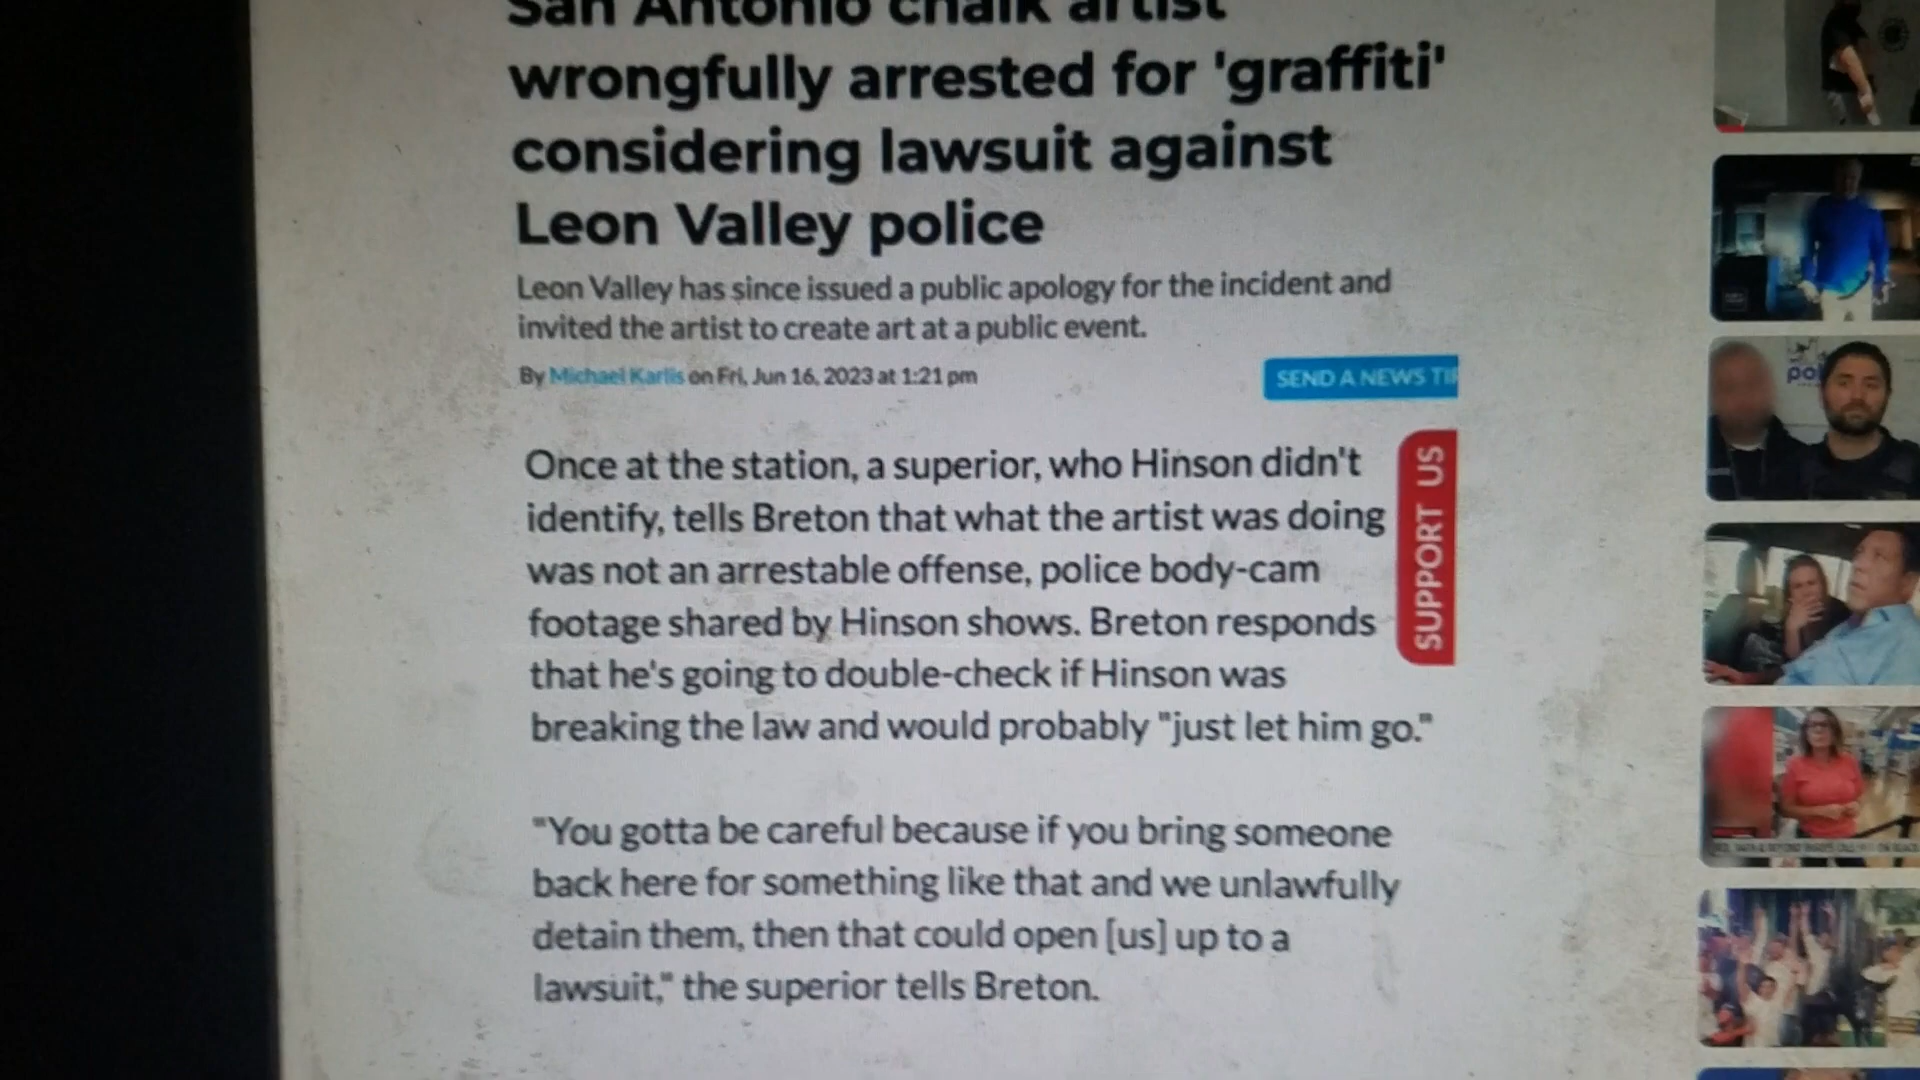 San Antonio chalk artist
wrongfully arrested for 'graffiti'
considering lawsuit against
Leon Valley police
Leon Valley has since issued a public apology for the incident and
invited the artist to create art at a public event.
By Michael Karlis on Fri, Jun 16, 2023 at 1:21 pm
SEND A NEWS TIP
SUPPORT US
Once at the station, a superior, who Hinson didn't
identify, tells Breton that what the artist was doing
was not an arrestable offense, police body-cam
footage shared by Hinson shows. Breton responds
that he's going to double-check if Hinson was
breaking the law and would probably "just let him go."
"You gotta be careful because if you bring someone
back here for something like that and we unlawfully
detain them, then that could open [us] up to a
lawsuit," the superior tells Breton.
pol